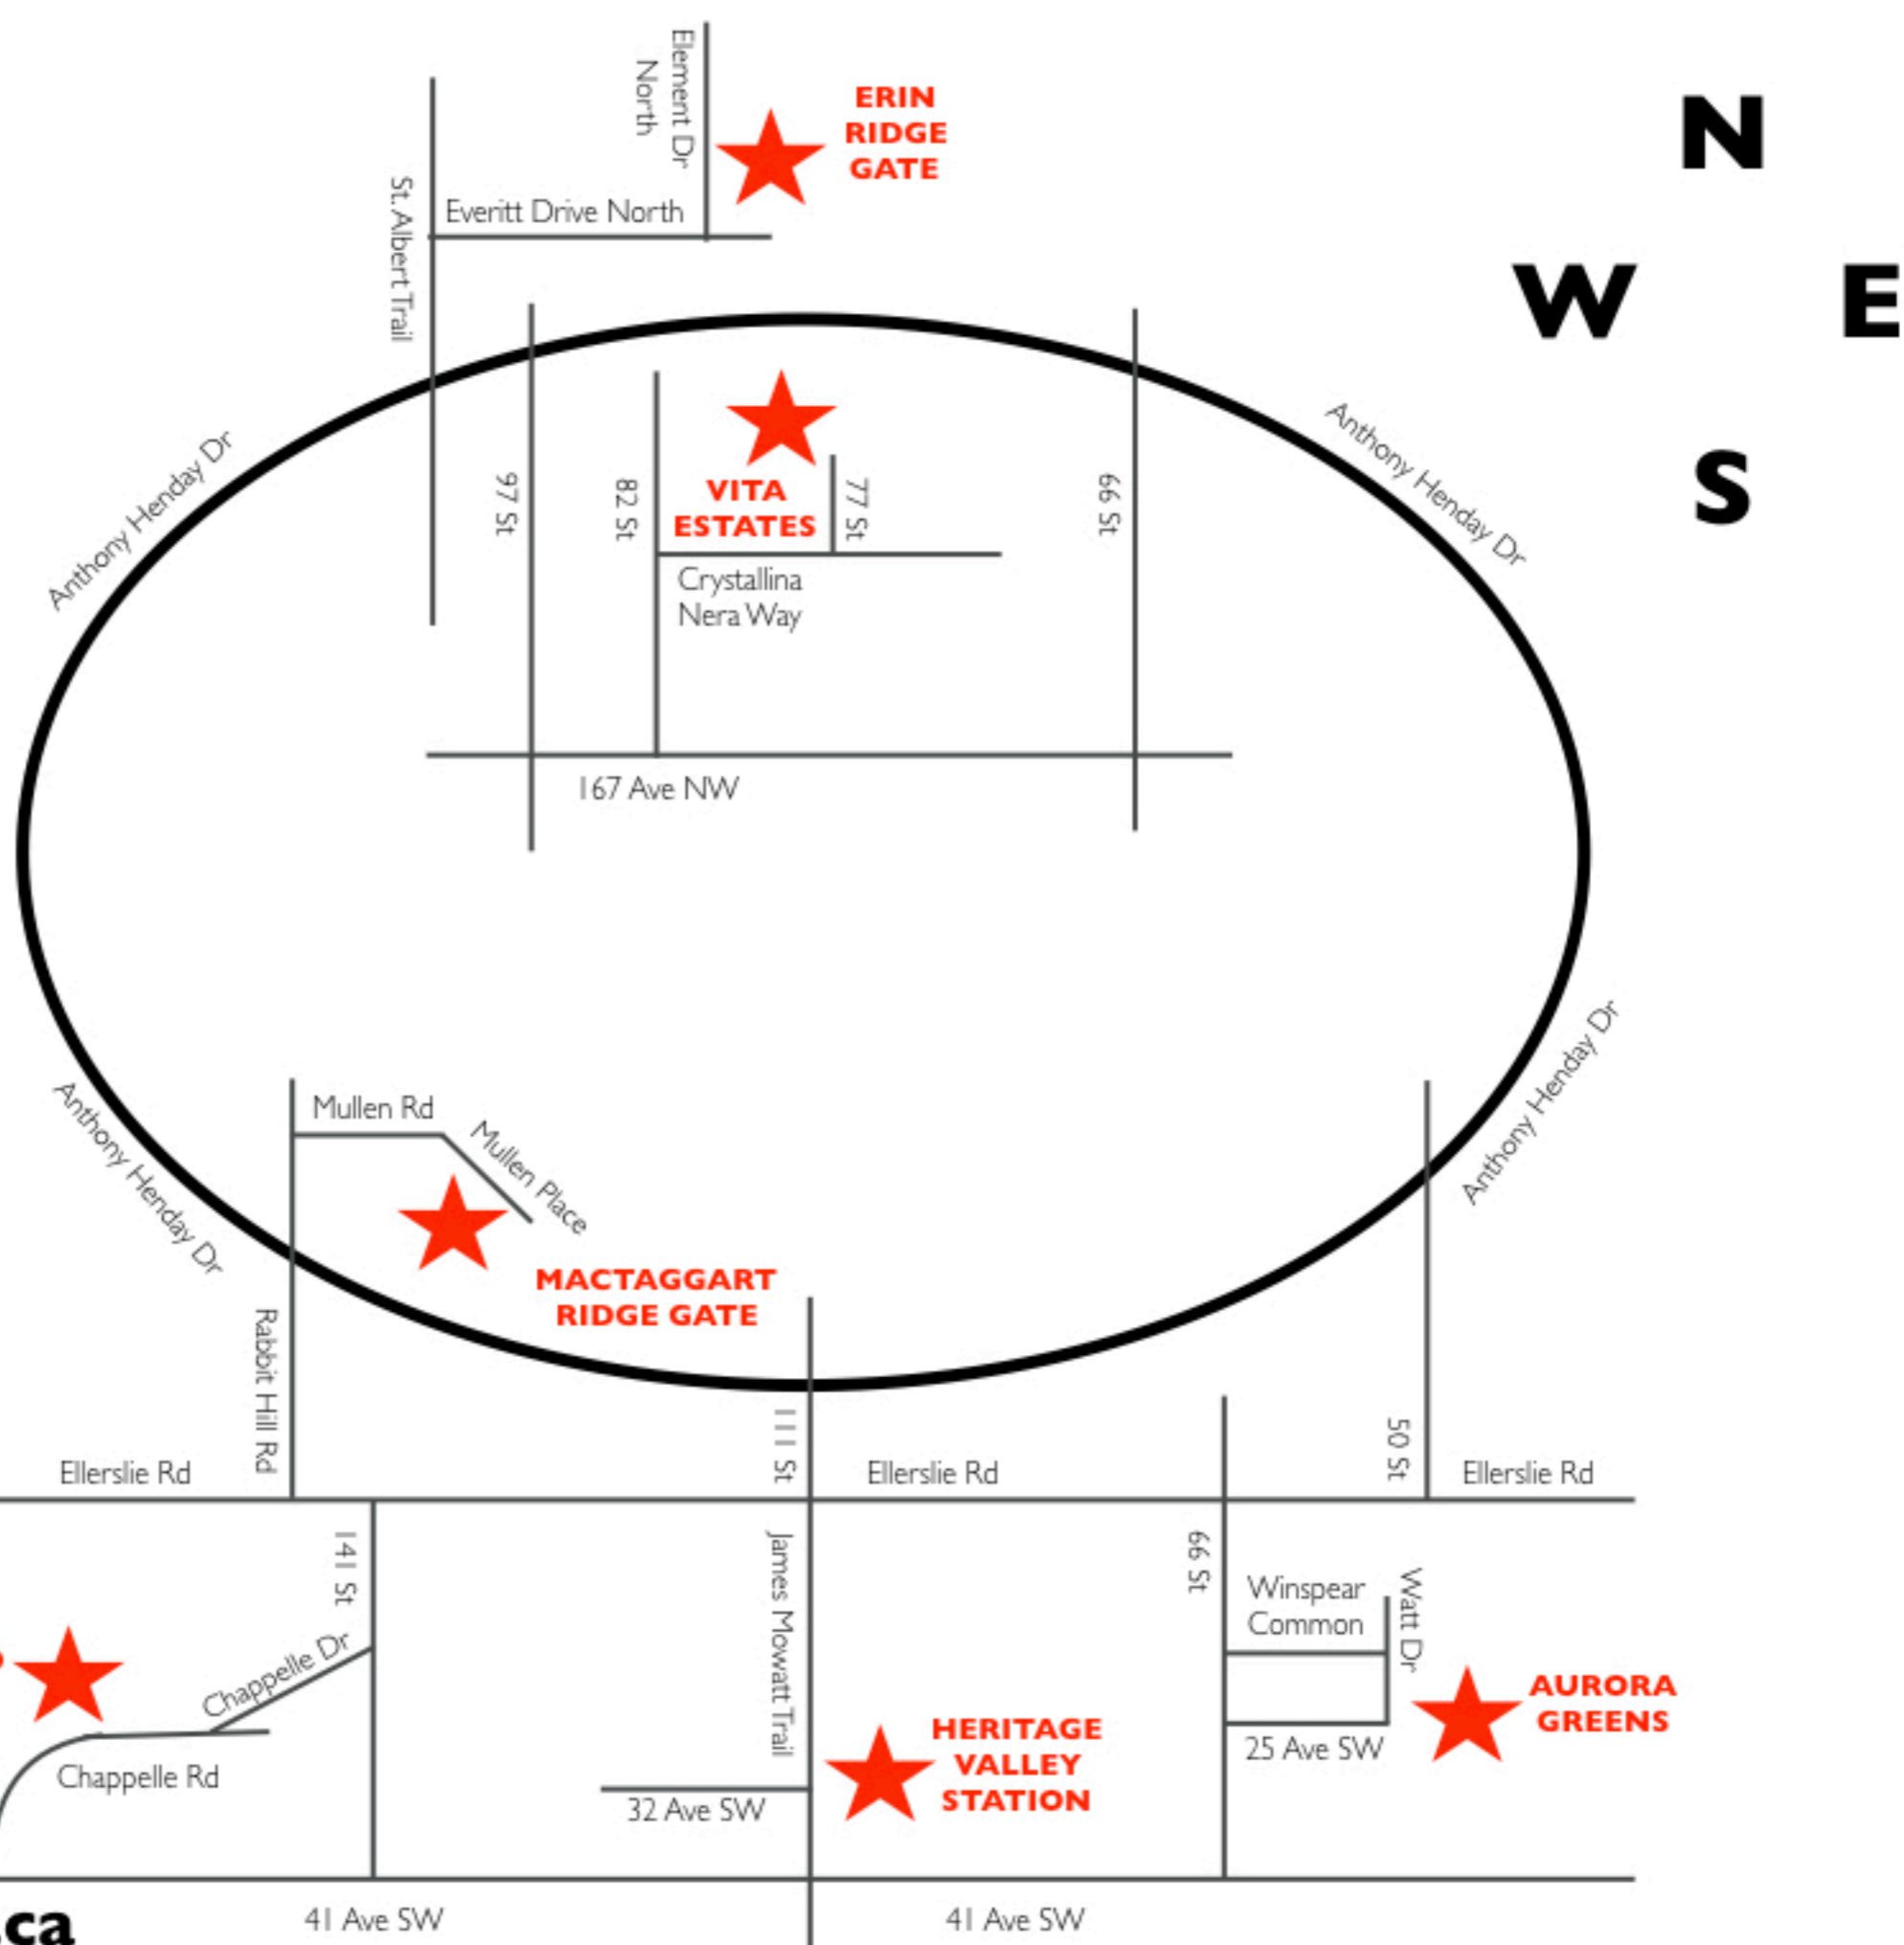 Element Dr
North
ERIN
RIDGE
GATE
N
St. Albert Trail
Everitt Drive North
W
E
Anthony Henday Dr
Anthony Henday Dr
S
97 St
82 St
VITA
ESTATES
77 St
66 St
Crystallina
Nera Way
167 Ave NW
Anthony Henday Dr
Anthony Henday Dr
Mullen Rd
Mullen Place
MACTAGGART
RIDGE GATE
Rabbit Hill Rd
111 St
50 St
Ellerslie Rd
Ellerslie Rd
Ellerslie Rd
141 St
James Mowatt Trail
66 St
Winspear
Common
Watt Dr
Chappelle Dr
AURORA
GREENS
HERITAGE
VALLEY
STATION
25 Ave SW
Chappelle Rd
32 Ave SW
.ca
41 Ave SW
41 Ave SW